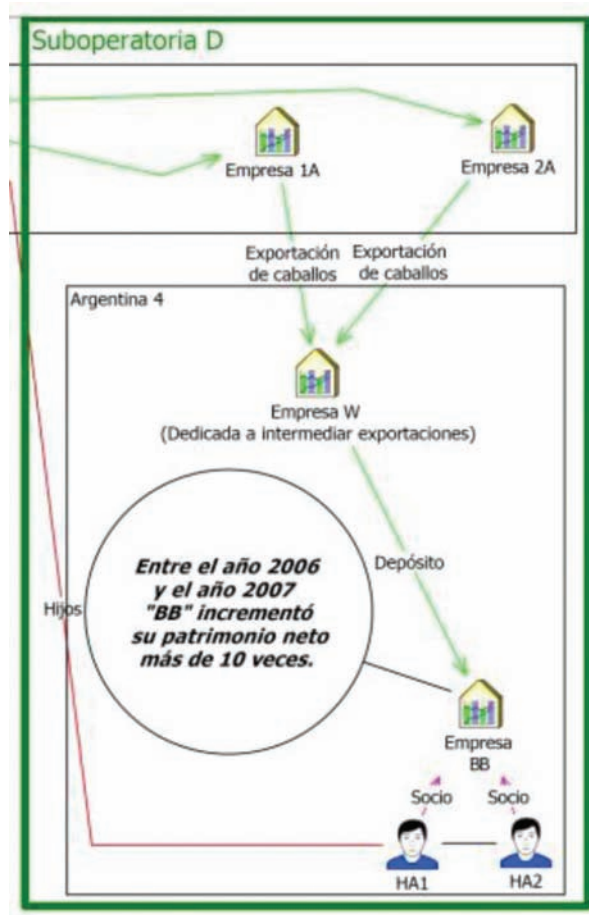 Suboperatoria D
Empresa 1A
Empresa 2A
Exportación
de caballos
Exportación
de caballos
Argentina 4
Empresa W
(Dedicada a intermediar exportaciones)
Entre el año 2006
y el año 2007
"BB" incrementó
su patrimonio neto
más de 10 veces.
Depósito
Hijos
Empresa
BB
Socio
Socio
HA1
HA2